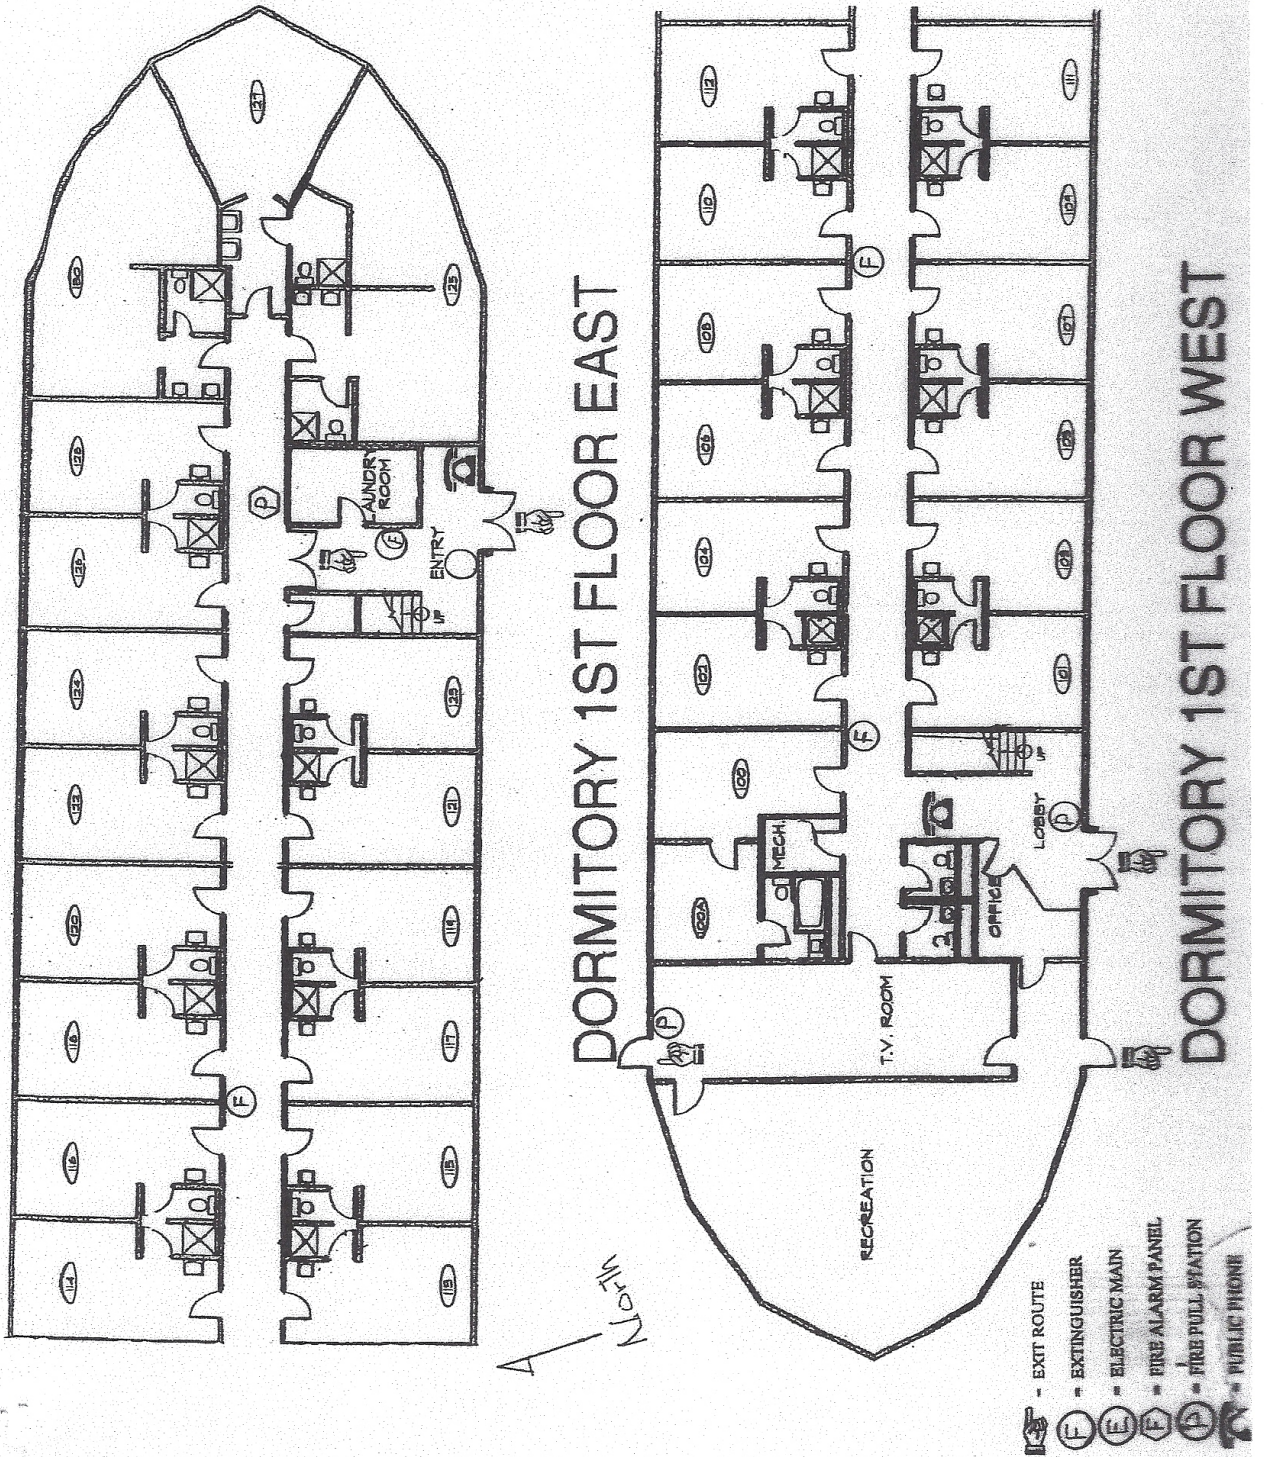 127
130
125
128
126
LAUNDRY
ROOM
P
F
ENTRY
UP
124
123
122
121
120
119
118
117
F
116
115
114
113
DORMITORY 1ST FLOOR EAST
112
111
110
109
F
108
107
106
105
104
103
102
101
F
100
UP
MECH.
LOBBY
P
100A
OFFICE
P
T.V. ROOM
RECREATION
DORMITORY 1ST FLOOR WEST
North
- EXIT ROUTE
F = EXTINGUISHER
E = ELECTRIC MAIN
F = FIRE ALARM PANEL
P = FIRE PULL STATION
= PUBLIC PHONE